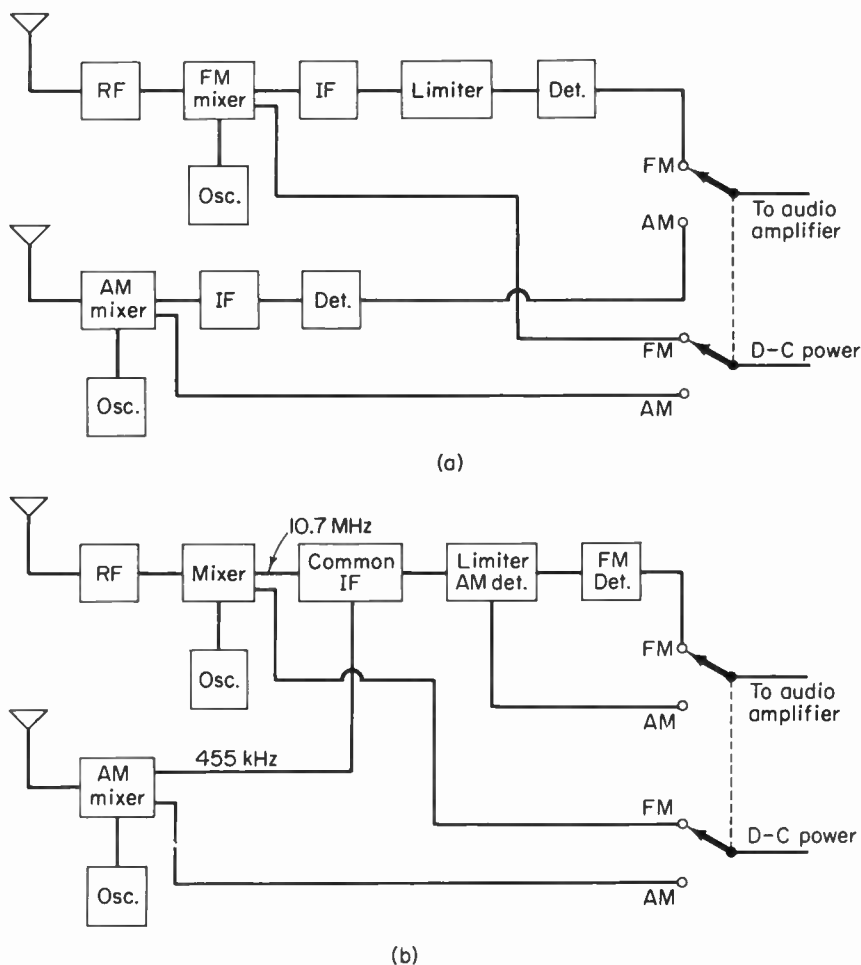 RF
FM
mixer
IF
Limiter
Det.
Osc.
FM
To audio
amplifier
AM
AM
mixer
IF
Det.
FM
D-C power
Osc.
AM
(a)
10.7 MHz
RF
Mixer
Common
IF
Limiter
AM det.
FM
Det.
Osc.
FM
To audio
amplifier
AM
455 kHz
AM
mixer
FM
D-C power
Osc.
AM
(b)